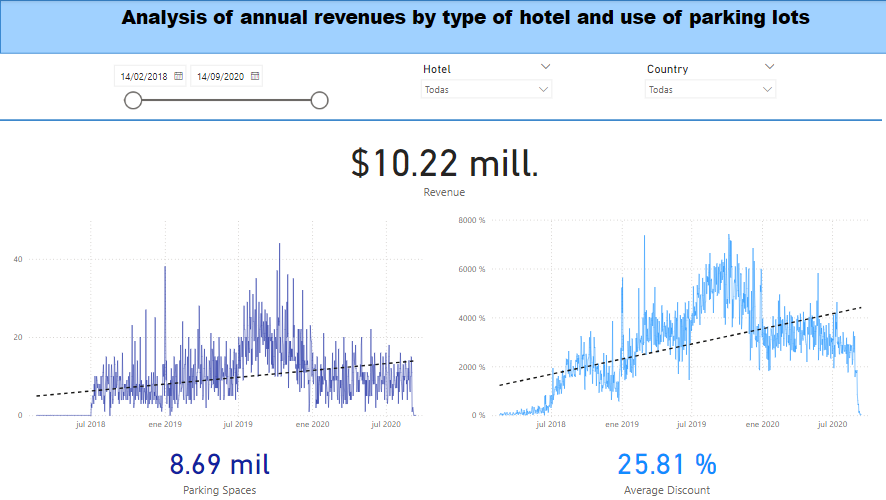 Analysis of annual revenues by type of hotel and use of parking lots
14/02/2018 14/09/2020
Hotel
Todas
Country
Todas
$10.22 mill.
Revenue
40
20
0
jul 2018 ene 2019 jul 2019 ene 2020 jul 2020
8000 %
6000 %
4000 %
2000 %
0 %
jul 2018 ene 2019 jul 2019 ene 2020 jul 2020
8.69 mil
Parking Spaces
25.81 %
Average Discount